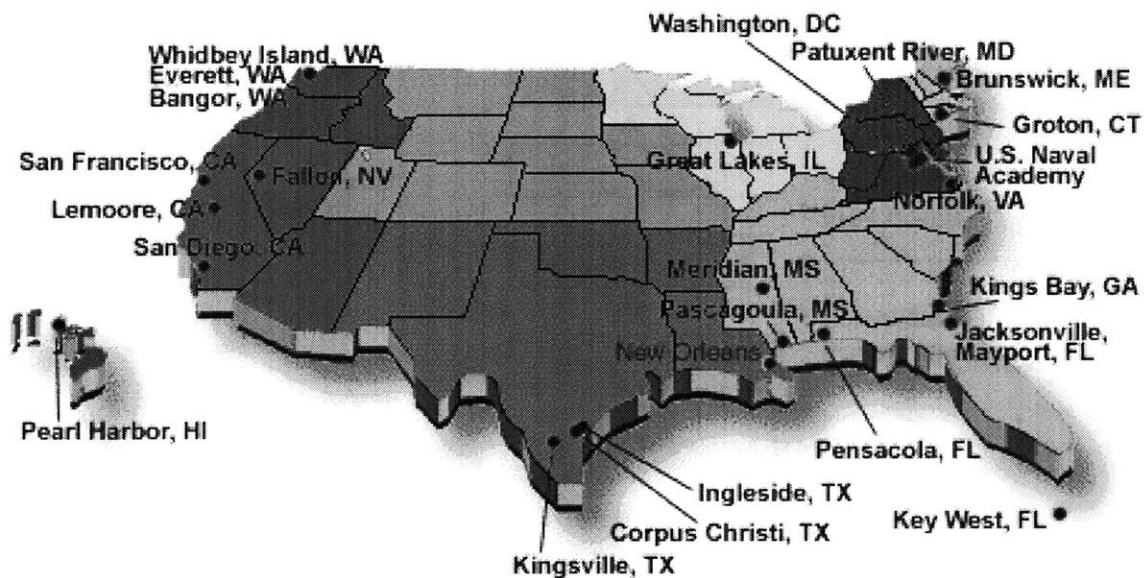 Washington, DC
Patuxent River, MD
Whidbey Island, WA
Everett, WA
Bangor, WA
Brunswick, ME
Groton, CT
San Francisco, CA
Fallon, NV
Great Lakes, IL
U.S. Naval
Academy
Lemoore, CA
Norfolk, VA
San Diego, CA
Meridian, MS
Kings Bay, GA
Pascagoula, MS
Jacksonville,
Mayport, FL
New Orleans
Pearl Harbor, HI
Pensacola, FL
Ingleside, TX
Corpus Christi, TX
Key West, FL
Kingsville, TX